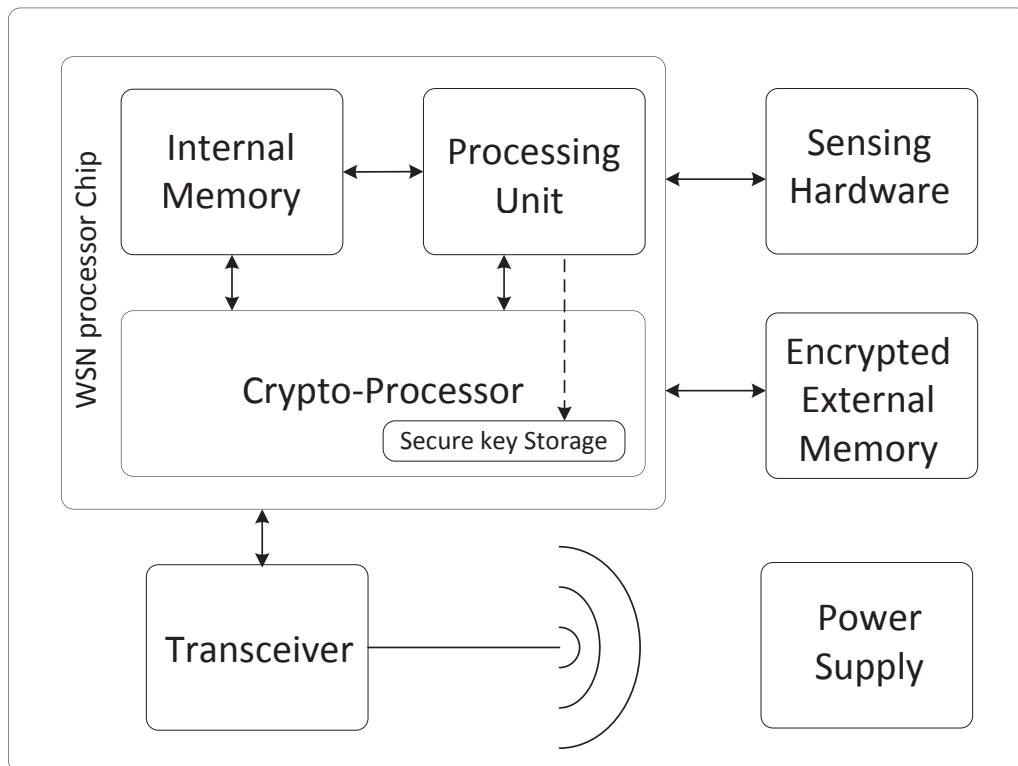 WSN processor Chip
Internal
Memory
Processing
Unit
Sensing
Hardware
Crypto-Processor
Secure key Storage
Encrypted
External
Memory
Transceiver
Power
Supply